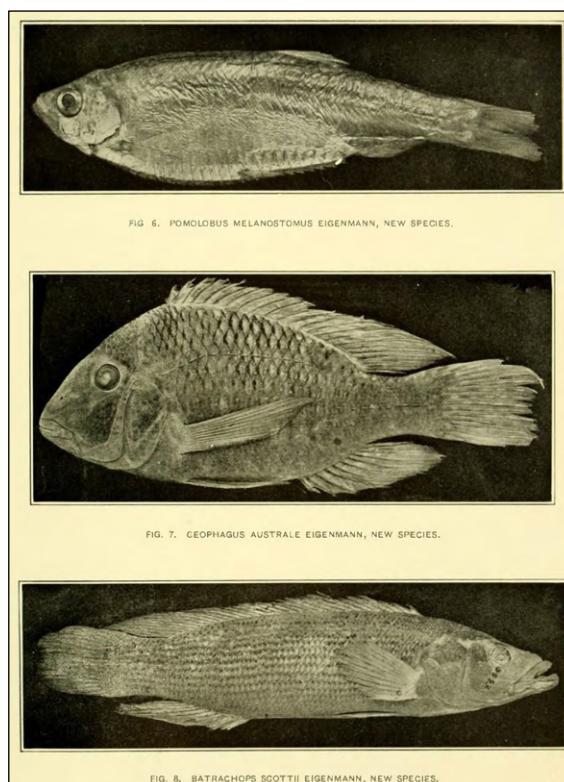 FIG 6. POMOLOBUS MELANOSTOMUS EIGENMANN, NEW SPECIES.
FIG. 7. GEOPHAGUS AUSTRALE EIGENMANN, NEW SPECIES.
FIG. 8. BATRACHOPS SCOTTII EIGENMANN, NEW SPECIES.